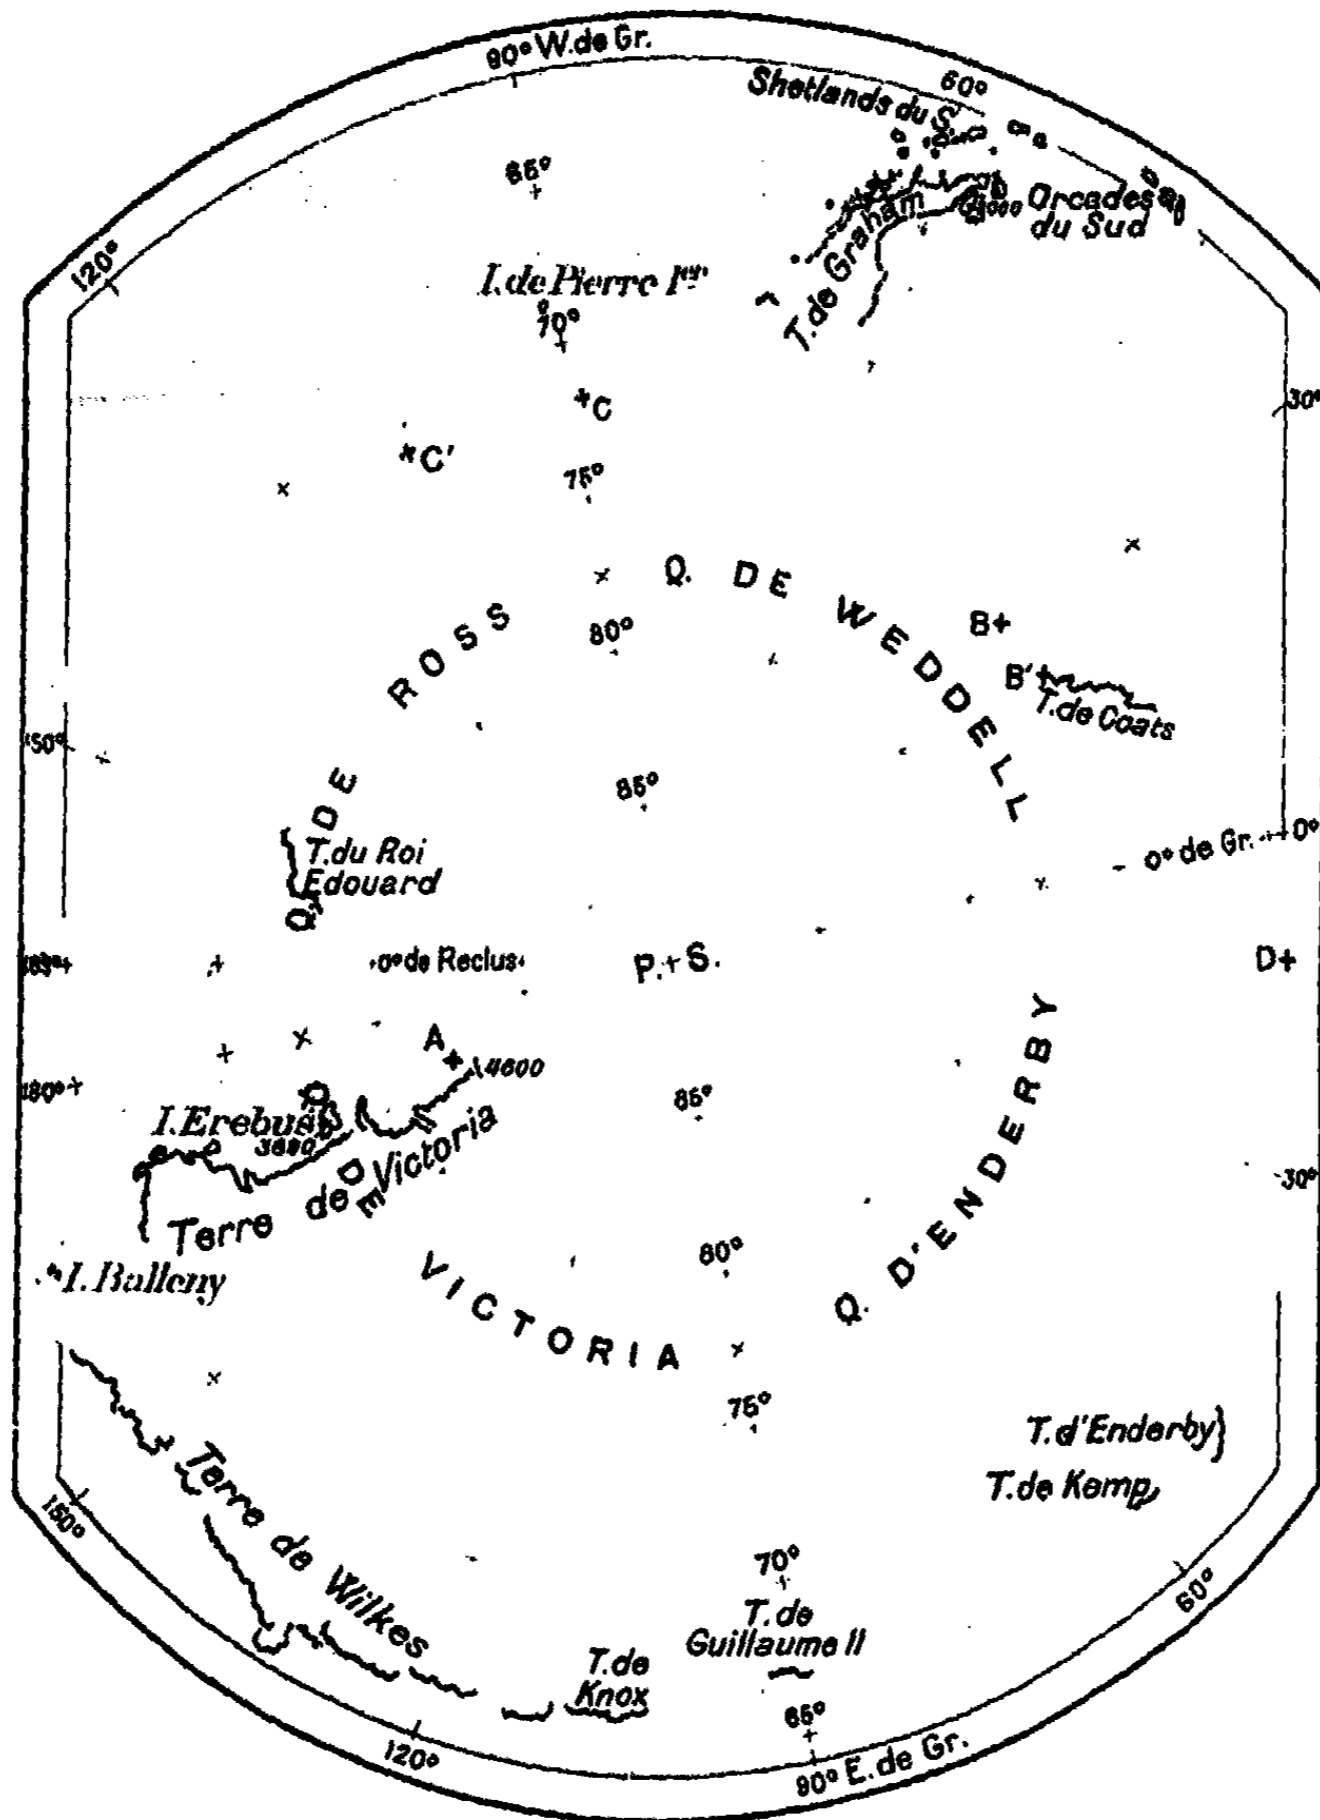 90° W. de Gr.
60°
Shetlands du S.
65°
Orcades
du Sud
T. de Graham
120°
I. de Pierre Ier
70°
30°
C
C'
75°
Q. DE WEDDELL
80°
B
B'
T. de Coats
Q. DE ROSS
150°
85°
0° de Gr.
0°
T. du Roi
Edouard
0° de Reclus
P. S.
D
A
4600
180°
I. Erebus
3680
85°
Terre de Victoria
30°
80°
Q. D'ENDERBY
Q. DE VICTORIA
I. Balleny
75°
T. d'Enderby
T. de Kemp
150°
Terre de Wilkes
70°
T. de
Guillaume II
60°
T. de
Knox
65°
120°
90° E. de Gr.